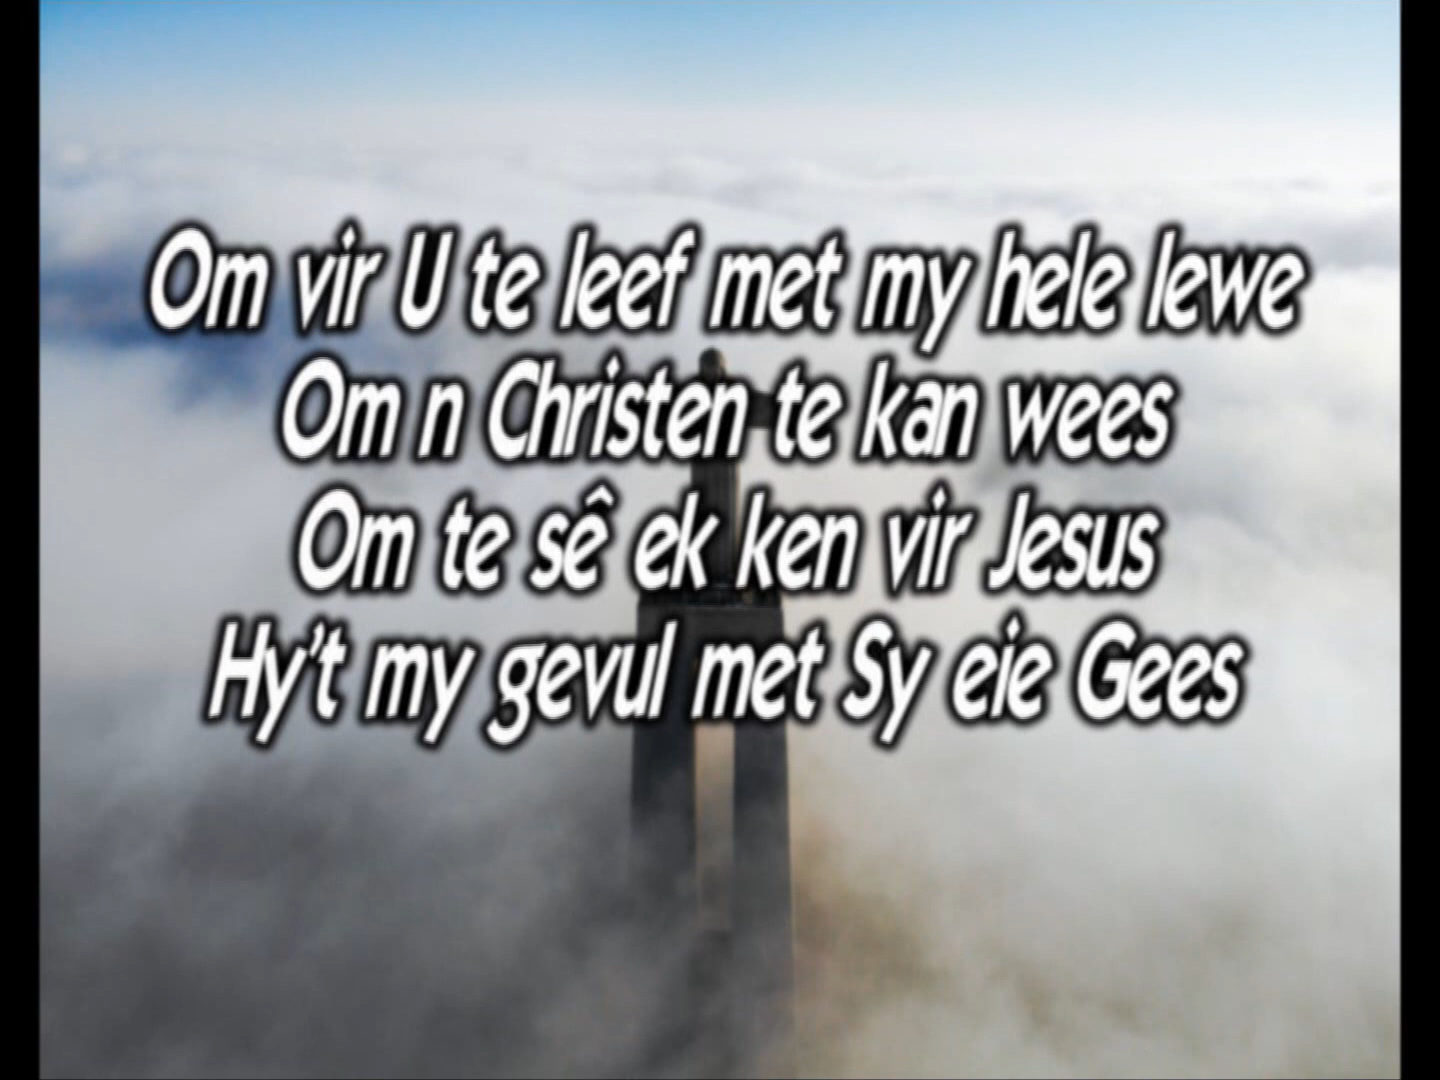 Om vir U te leef met my hele lewe
Om n Christen te kan wees
Om te sê ek ken vir Jesus
Hy't my gevul met Sy eie Gees